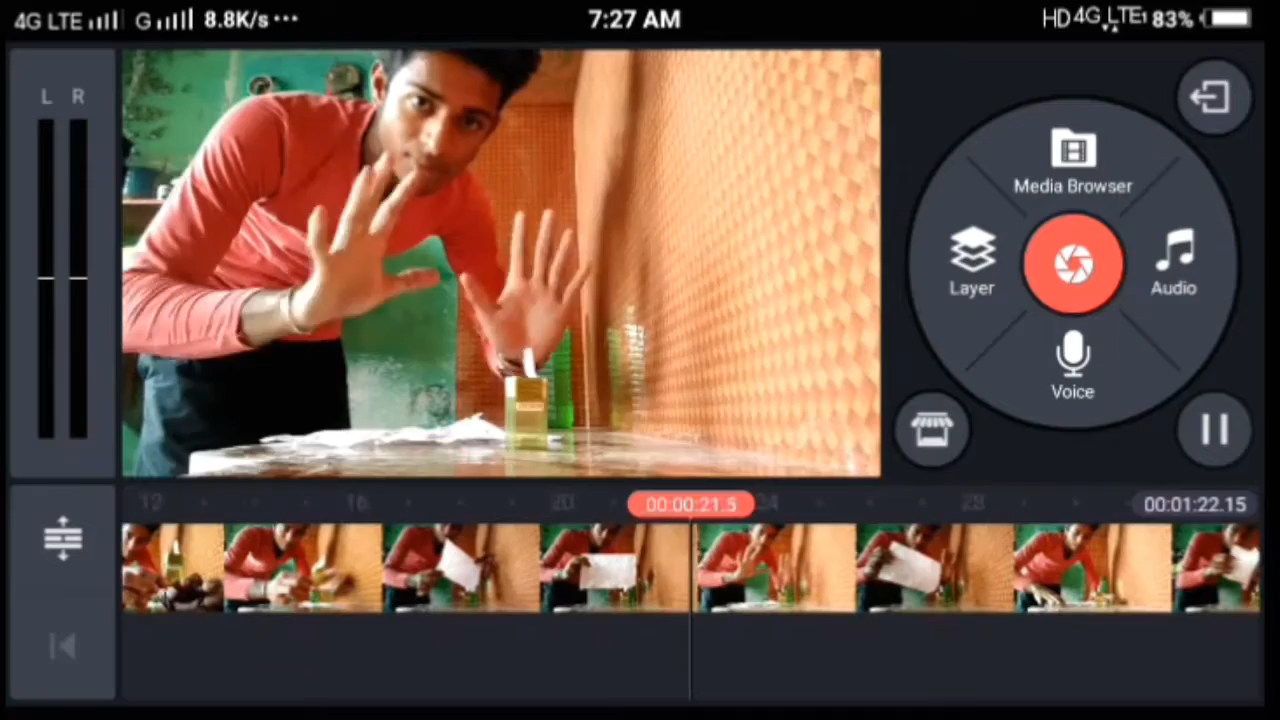 4G LTE G 8.8K/s ••• 7:27 AM HD 4G LTE1 83%
L R
Media Browser
Layer
Audio
Voice
12 16 20 00:00:21.5 24 28 00:01:22.15